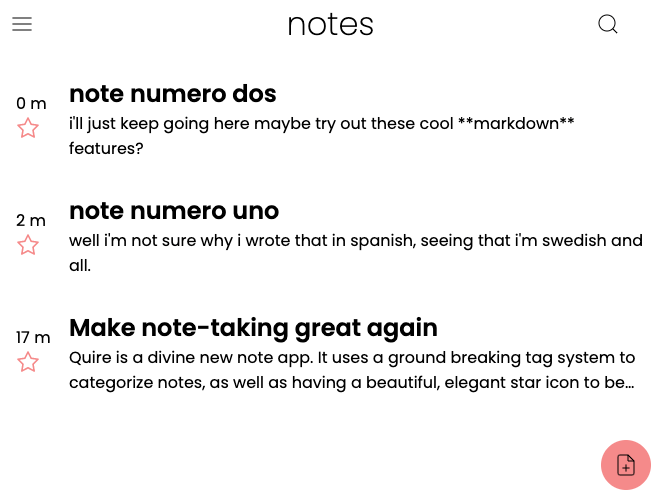 notes
0 m
note numero dos
i'll just keep going here maybe try out these cool **markdown**
features?
2 m
note numero uno
well i'm not sure why i wrote that in spanish, seeing that i'm swedish and
all.
17 m
Make note-taking great again
Quire is a divine new note app. It uses a ground breaking tag system to
categorize notes, as well as having a beautiful, elegant star icon to be...